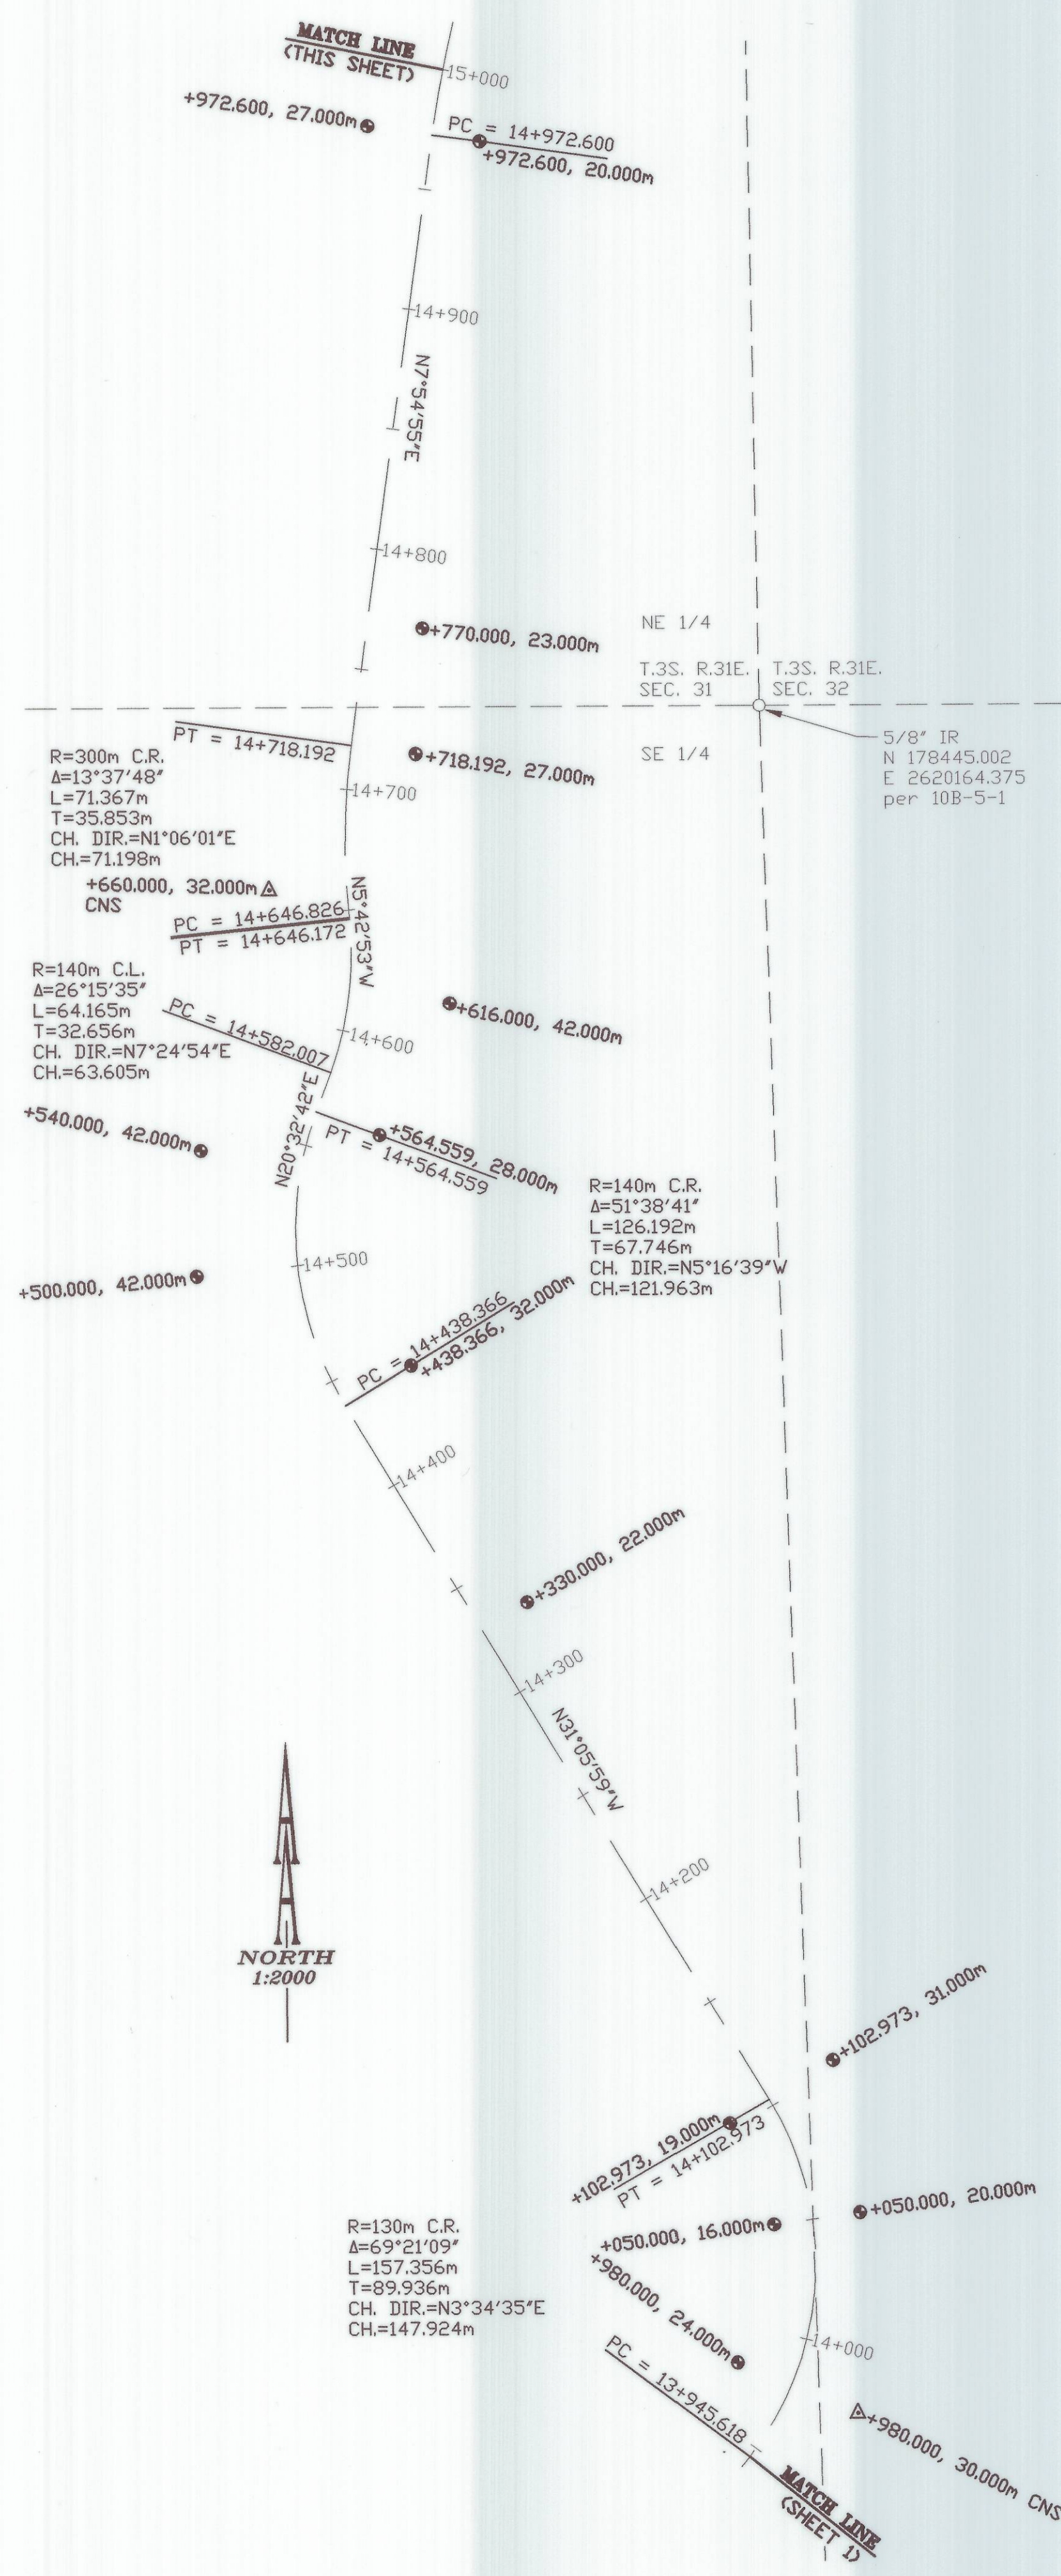 MATCH LINE
(THIS SHEET)
15+000
+972.600, 27.000m
PC = 14+972.600
+972.600, 20.000m
14+900
N7°54'55"E
14+800
+770.000, 23.000m
NE 1/4
T.3S. R.31E.
SEC. 31
T.3S. R.31E.
SEC. 32
PT = 14+718.192
+718.192, 27.000m
SE 1/4
5/8" IR
N 178445.002
E 2620164.375
per 10B-5-1
R=300m C.R.
Δ=13°37'48"
L=71.367m
T=35.853m
CH. DIR.=N1°06'01"E
CH.=71.198m
14+700
+660.000, 32.000m
CNS
N5°42'53"W
PC = 14+646.826
PT = 14+646.172
R=140m C.L.
Δ=26°15'35"
L=64.165m
T=32.656m
CH. DIR.=N7°24'54"E
CH.=63.605m
PC = 14+582.007
+616.000, 42.000m
14+600
N20°32'42"E
+540.000, 42.000m
+564.559, 28.000m
PT = 14+564.559
R=140m C.R.
Δ=51°38'41"
L=126.192m
T=67.746m
CH. DIR.=N5°16'39"W
CH.=121.963m
14+500
+500.000, 42.000m
PC = 14+438.366
+438.366, 32.000m
14+400
+330.000, 22.000m
14+300
N31°05'59"W
14+200
NORTH
1:2000
+102.973, 31.000m
+102.973, 19.000m
PT = 14+102.973
+050.000, 20.000m
+050.000, 16.000m
R=130m C.R.
Δ=69°21'09"
L=157.356m
T=89.936m
CH. DIR.=N3°34'35"E
CH.=147.924m
+980.000, 24.000m
14+000
PC = 13+945.618
+980.000, 30.000m CNS
MATCH LINE
(SHEET 1)